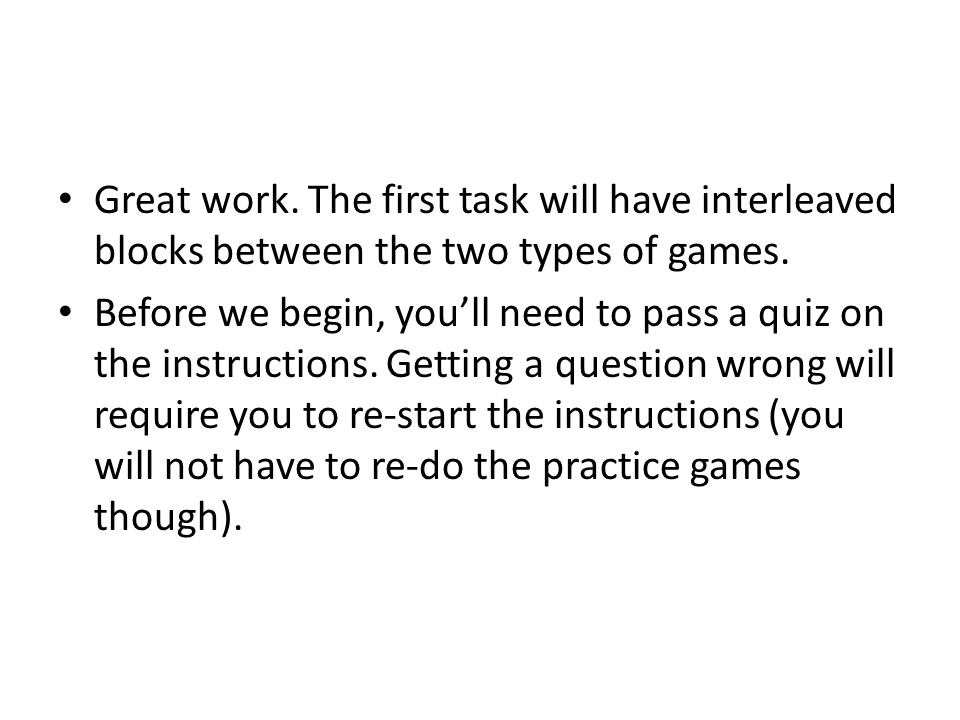 • Great work. The first task will have interleaved
blocks between the two types of games.
• Before we begin, you’ll need to pass a quiz on
the instructions. Getting a question wrong will
require you to re-start the instructions (you
will not have to re-do the practice games
though).